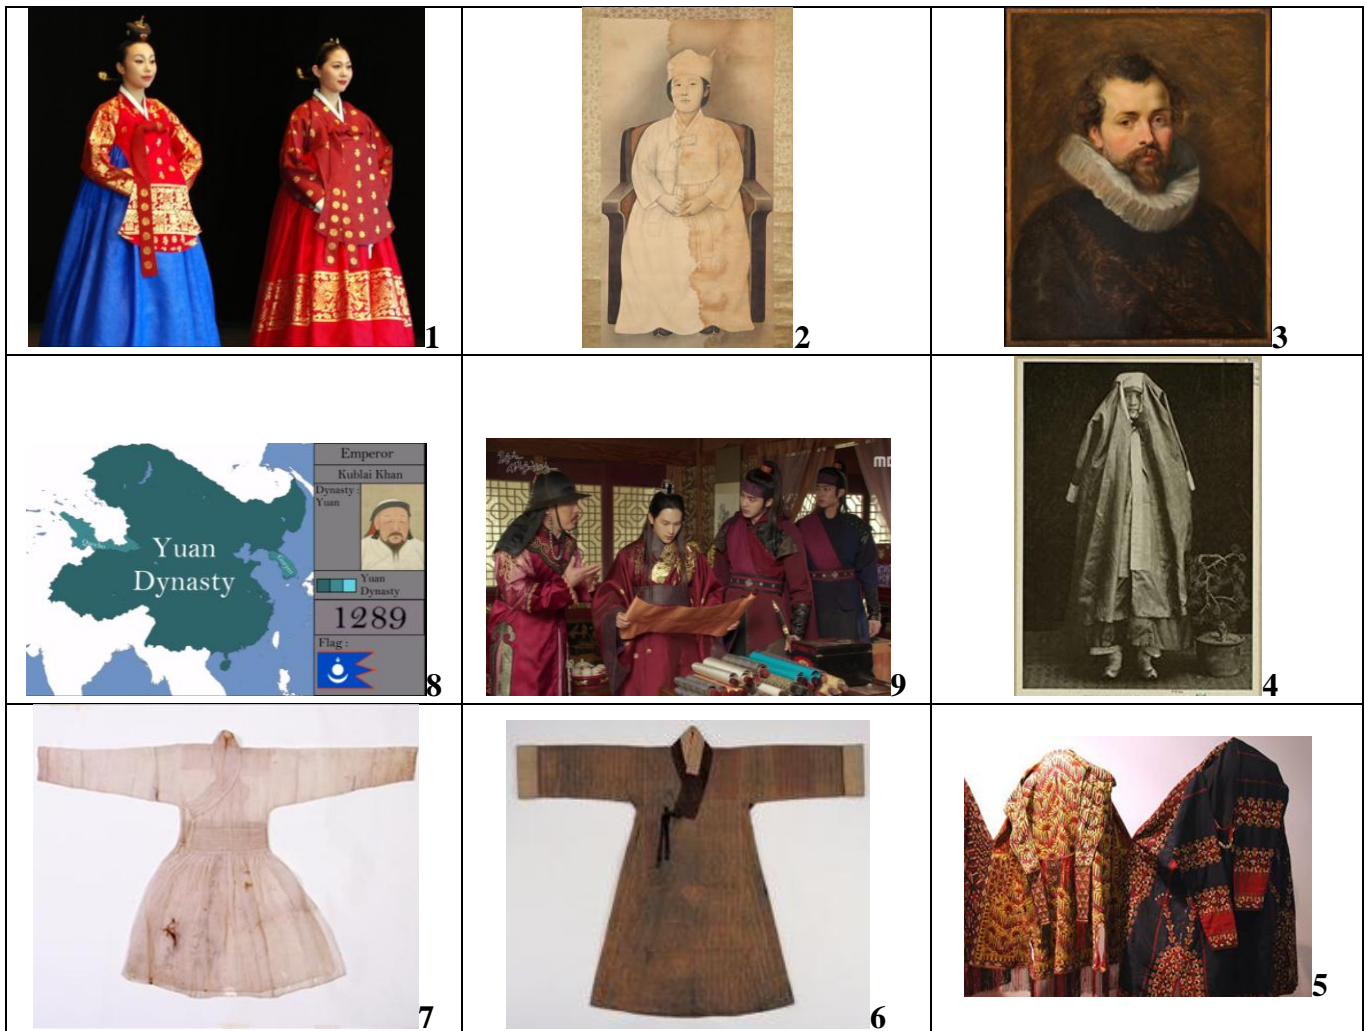 1
2
3
Emperor
Kublai Khan
Dynasty :
Yuan
Yuan
Dynasty
Yuan
Dynasty
1289
Flag :
8
9
4
7
6
5